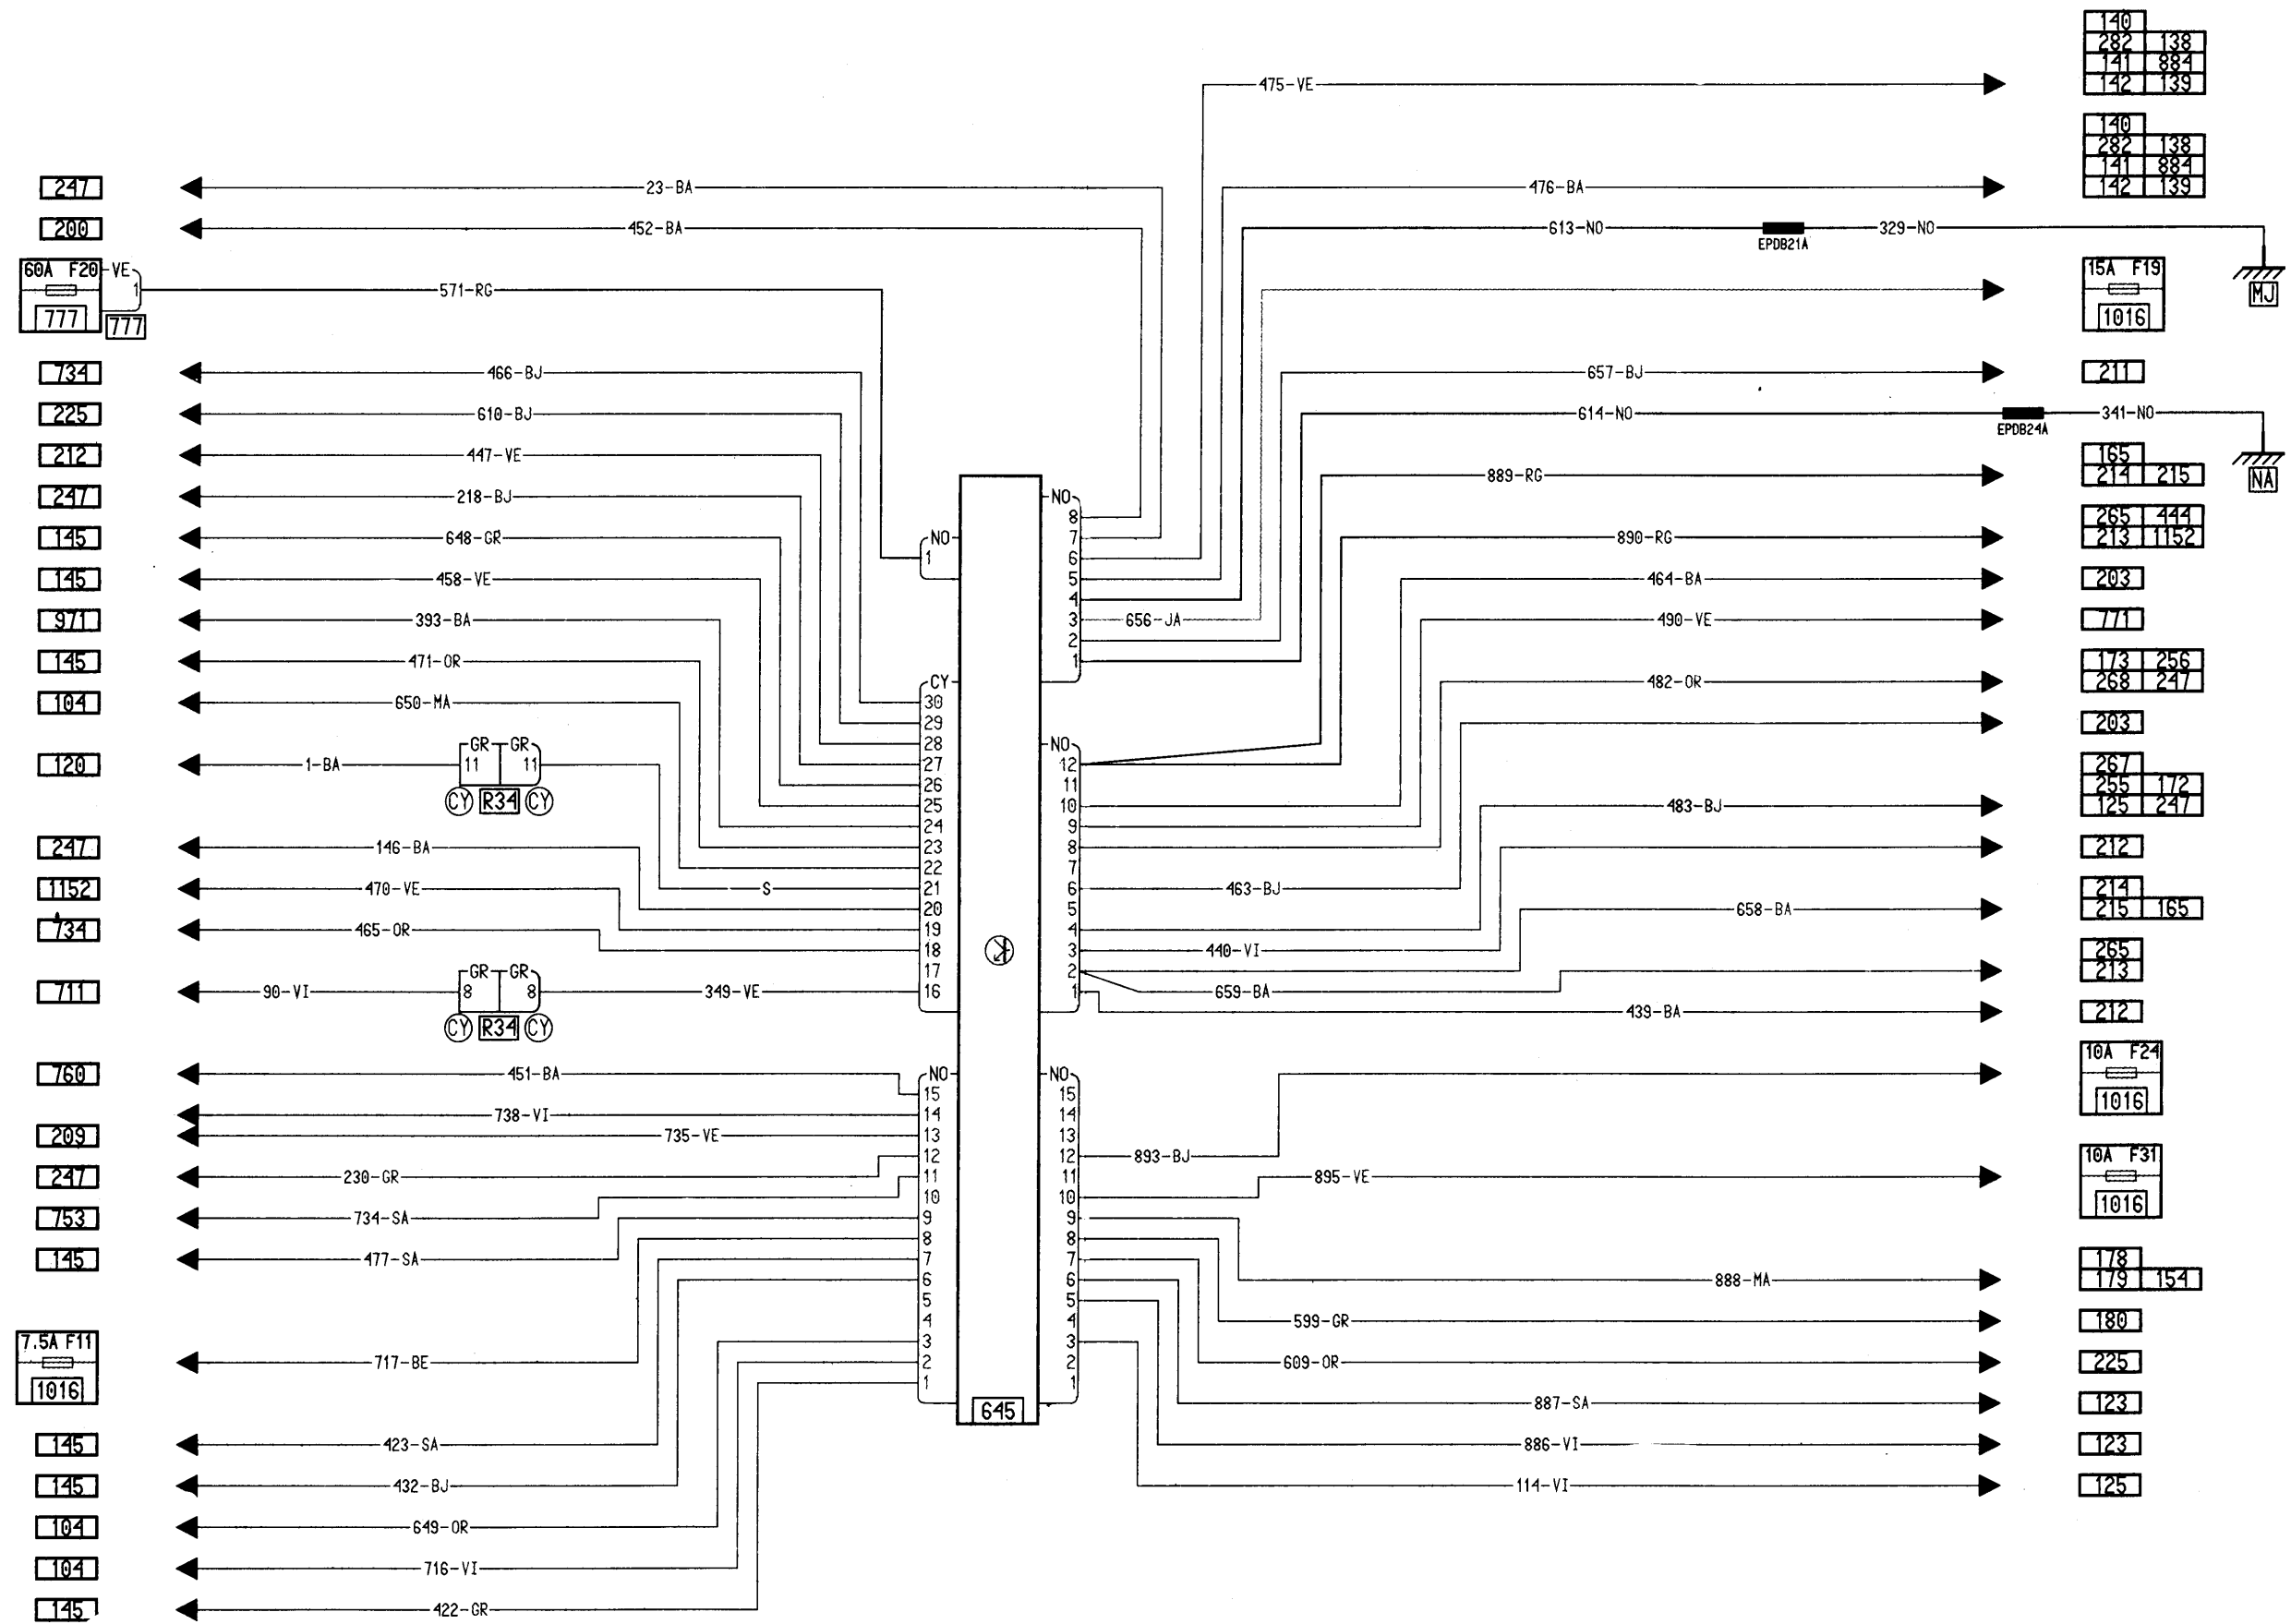 140
282 138
141 884
142 139
475-VE
140
282 138
141 884
142 139
247
23-BA
476-BA
200
452-BA
613-NO
329-NO
EPDB21A
60A F20
VE
1
777
777
571-RG
15A F19
1016
MJ
734
466-BJ
657-BJ
211
225
610-BJ
614-NO
341-NO
EPDB24A
212
447-VE
165
214 215
889-RG
NA
247
218-BJ
265 444
213 1152
145
648-GR
890-RG
145
458-VE
464-BA
203
971
393-BA
656-JA
490-VE
771
145
471-OR
173 256
268 247
104
650-MA
482-OR
203
NO
1
NO
8
7
6
5
4
3
2
1
CY
30
29
28
27
26
25
24
23
22
21
20
19
18
17
16
NO
12
11
10
9
8
7
6
5
4
3
2
1
120
1-BA
GR GR
11 11
CY R34 CY
S
267
255 172
125 247
483-BJ
247
146-BA
212
1152
470-VE
463-BJ
214
215 165
658-BA
734
465-OR
440-VI
265
213
711
90-VI
GR GR
8 8
CY R34 CY
349-VE
659-BA
439-BA
212
760
451-BA
10A F24
1016
738-VI
209
735-VE
893-BJ
247
230-GR
895-VE
10A F31
1016
753
734-SA
145
477-SA
178
179 154
888-MA
599-GR
180
NO
15
14
13
12
11
10
9
8
7
6
5
4
3
2
1
NO
15
14
13
12
11
10
9
8
7
6
5
4
3
2
1
645
7.5A F11
1016
717-BE
609-OR
225
887-SA
123
145
423-SA
886-VI
123
145
432-BJ
114-VI
125
104
649-OR
104
716-VI
145
422-GR